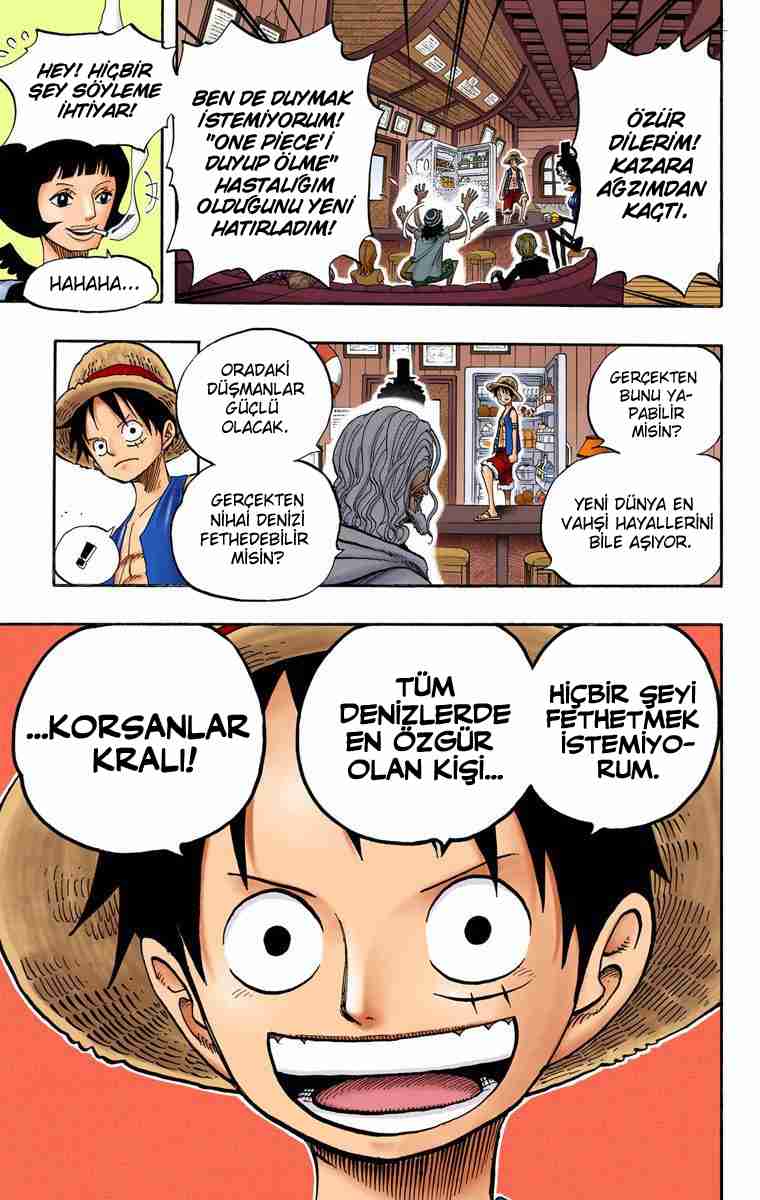 ÖZÜR
DİLERİM!
KAZARA
AĞZIMDAN
KAÇTI.
BEN DE DUYMAK
İSTEMİYORUM!
"ONE PIECE'İ
DUYUP ÖLME"
HASTALIĞIM
OLDUĞUNU YENİ
HATIRLADIM!
HEY! HİÇBİR
ŞEY SÖYLEME
İHTİYAR!
HAHAHA...
GERÇEKTEN
BUNU YA-
PABİLİR
MİSİN?
YENİ DÜNYA EN
VAHŞİ HAYALLERİNİ
BİLE AŞIYOR.
ORADAKİ
DÜŞMANLAR
GÜÇLÜ
OLACAK.
GERÇEKTEN
NİHAİ DENİZİ
FETHEDEBİLİR
MİSİN?
!
HİÇBİR ŞEYİ
FETHETMEK
İSTEMİYO-
RUM.
TÜM
DENİZLERDE
EN ÖZGÜR
OLAN KİŞİ...
...KORSANLAR
KRALI!